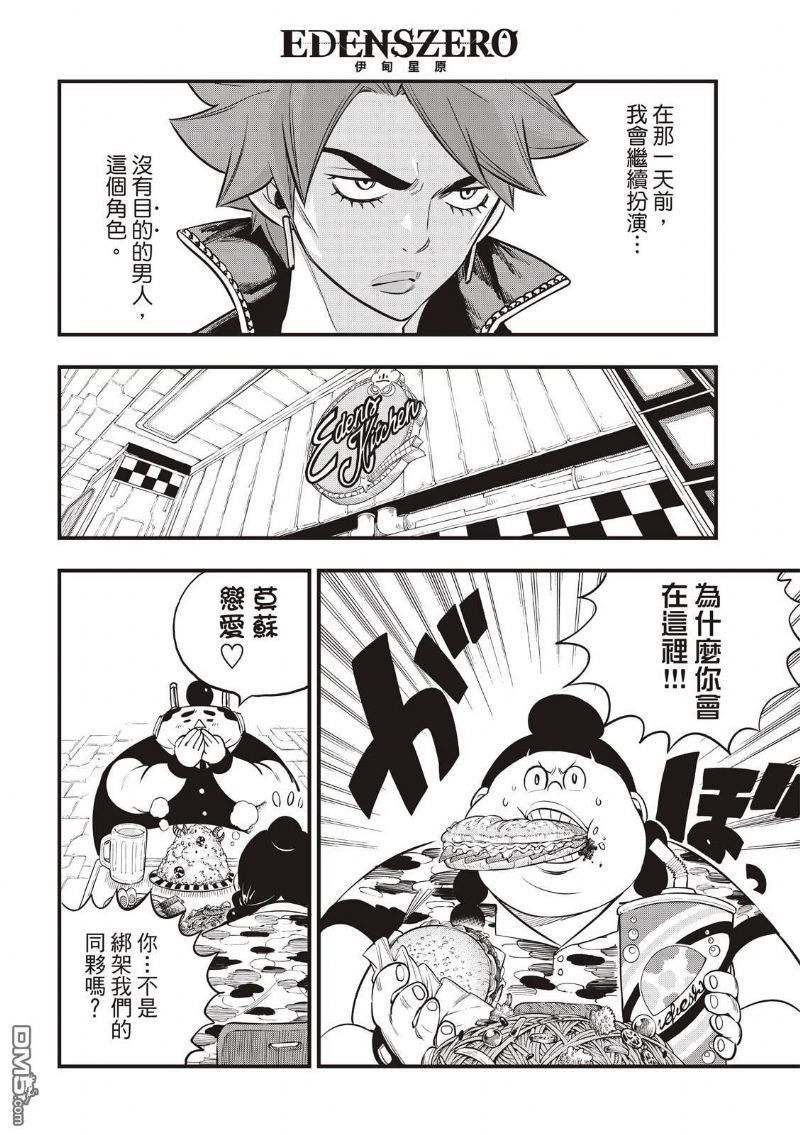 EDENSZERO
伊甸星原
在那一天前，
我會繼續扮演…
沒有目的的男人，
這個角色。
Edens
Kitchen
為什麼你會
在這裡!!!
ガ
ぼっ
莫蘇
戀愛♡
你…不是
綁架我們的
同夥嗎？
DM5.com